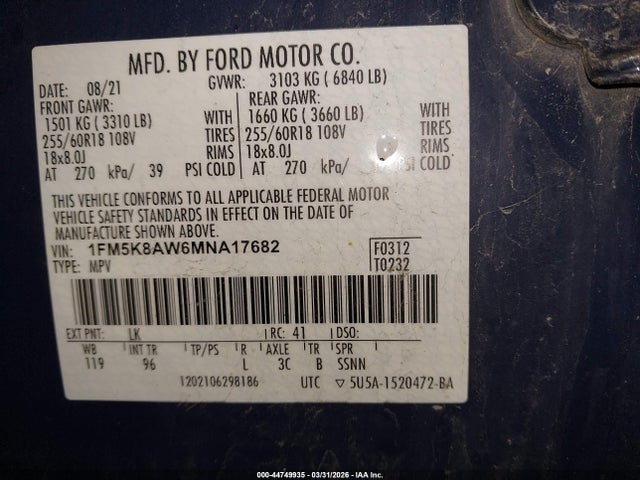 MFD. BY FORD MOTOR CO.
DATE: 08/21 GVWR: 3103 KG ( 6840 LB)
FRONT GAWR: REAR GAWR:
1501 KG ( 3310 LB) WITH 1660 KG ( 3660 LB) WITH
255/60R18 108V TIRES 255/60R18 108V TIRES
18x8.0J RIMS 18x8.0J RIMS
AT 270 kPa/ 39 PSI COLD AT 270 kPa/ PSI COLD
THIS VEHICLE CONFORMS TO ALL APPLICABLE FEDERAL MOTOR
VEHICLE SAFETY STANDARDS IN EFFECT ON THE DATE OF
MANUFACTURE SHOWN ABOVE.
VIN: 1FM5K8AW6MNA17682 F0312
TYPE: MPV T0232
EXT PNT: LK RC: 41 DSO:
WB INT TR TP/PS R AXLE TR SPR
119 96 L 3C B SSNN
1202106298186 UTC ▽ 5U5A-1520472-BA
000-44749935 - 03/31/2026 - IAA Inc.